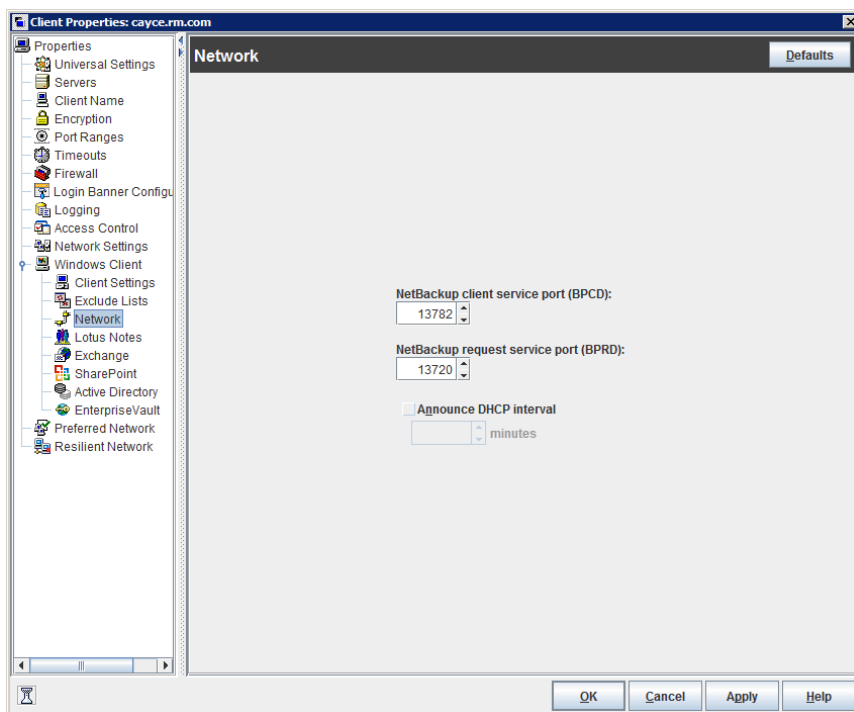 Client Properties: cayce.rm.com
Properties
Universal Settings
Servers
Client Name
Encryption
Port Ranges
Timeouts
Firewall
Login Banner Configu
Logging
Access Control
Network Settings
Windows Client
Client Settings
Exclude Lists
Network
Lotus Notes
Exchange
SharePoint
Active Directory
EnterpriseVault
Preferred Network
Resilient Network
Network
Defaults
NetBackup client service port (BPCD):
13782
NetBackup request service port (BPRD):
13720
Announce DHCP interval
minutes
OK
Cancel
Apply
Help